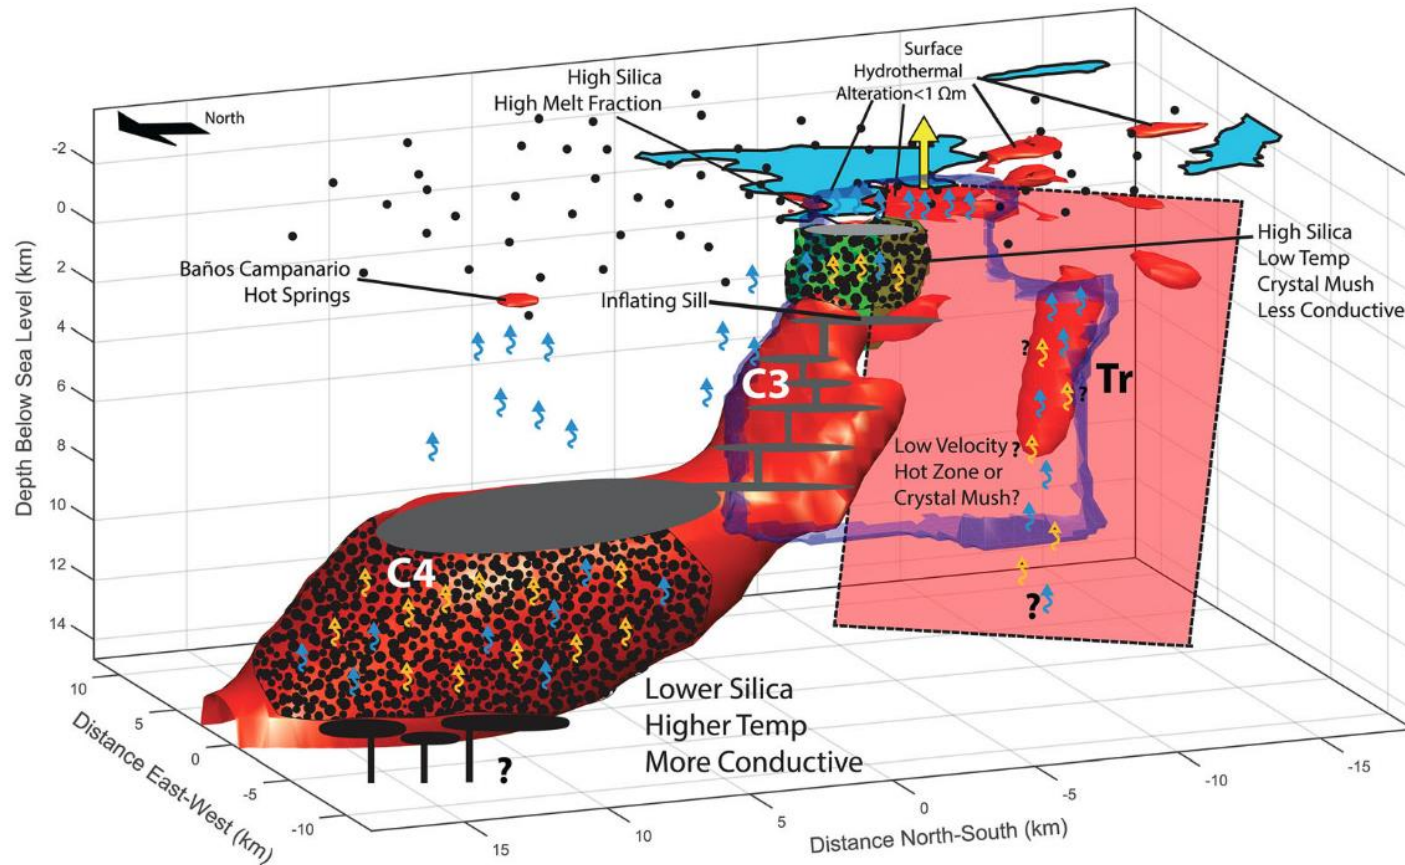 North
High Silica
High Melt Fraction
Surface
Hydrothermal
Alteration<1 Ωm
Baños Campanario
Hot Springs
Inflating Sill
High Silica
Low Temp
Crystal Mush
Less Conductive
C3
Tr
?
?
?
Low Velocity
Hot Zone or
Crystal Mush?
?
C4
Lower Silica
Higher Temp
More Conductive
?
Depth Below Sea Level (km)
-2
0
2
4
6
8
10
12
14
Distance East-West (km)
10
5
0
-5
-10
Distance North-South (km)
15
10
5
0
-5
-10
-15